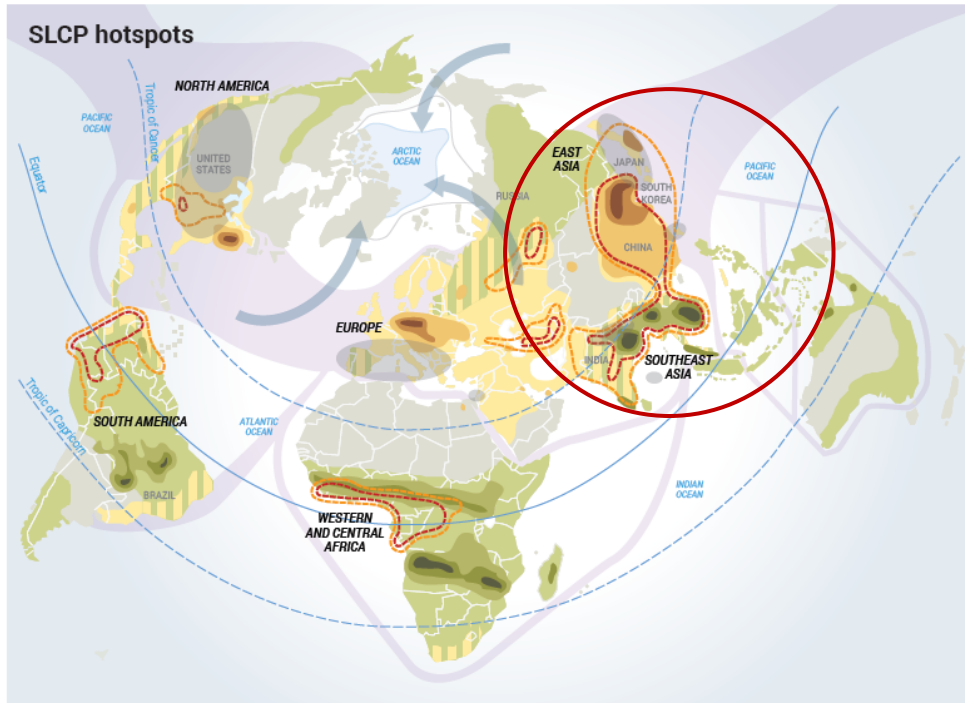 SLCP hotspots
NORTH AMERICA
PACIFIC
OCEAN
Tropic of Cancer
Equator
UNITED
STATES
ARCTIC
OCEAN
RUSSIA
EAST
ASIA
JAPAN
SOUTH
KOREA
CHINA
PACIFIC
OCEAN
EUROPE
INDIA
SOUTHEAST
ASIA
Tropic of Capricorn
SOUTH AMERICA
ATLANTIC
OCEAN
BRAZIL
WESTERN
AND CENTRAL
AFRICA
INDIAN
OCEAN